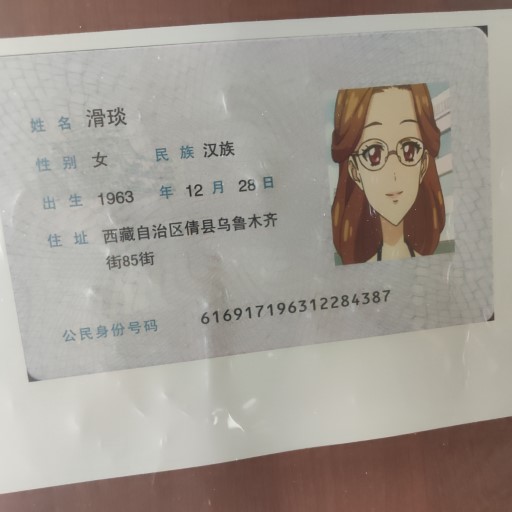 姓名 滑琰
性别 女 民族 汉族
出生 1963 年 12 月 28 日
住址 西藏自治区倩县乌鲁木齐
街85街
公民身份号码 616917196312284387